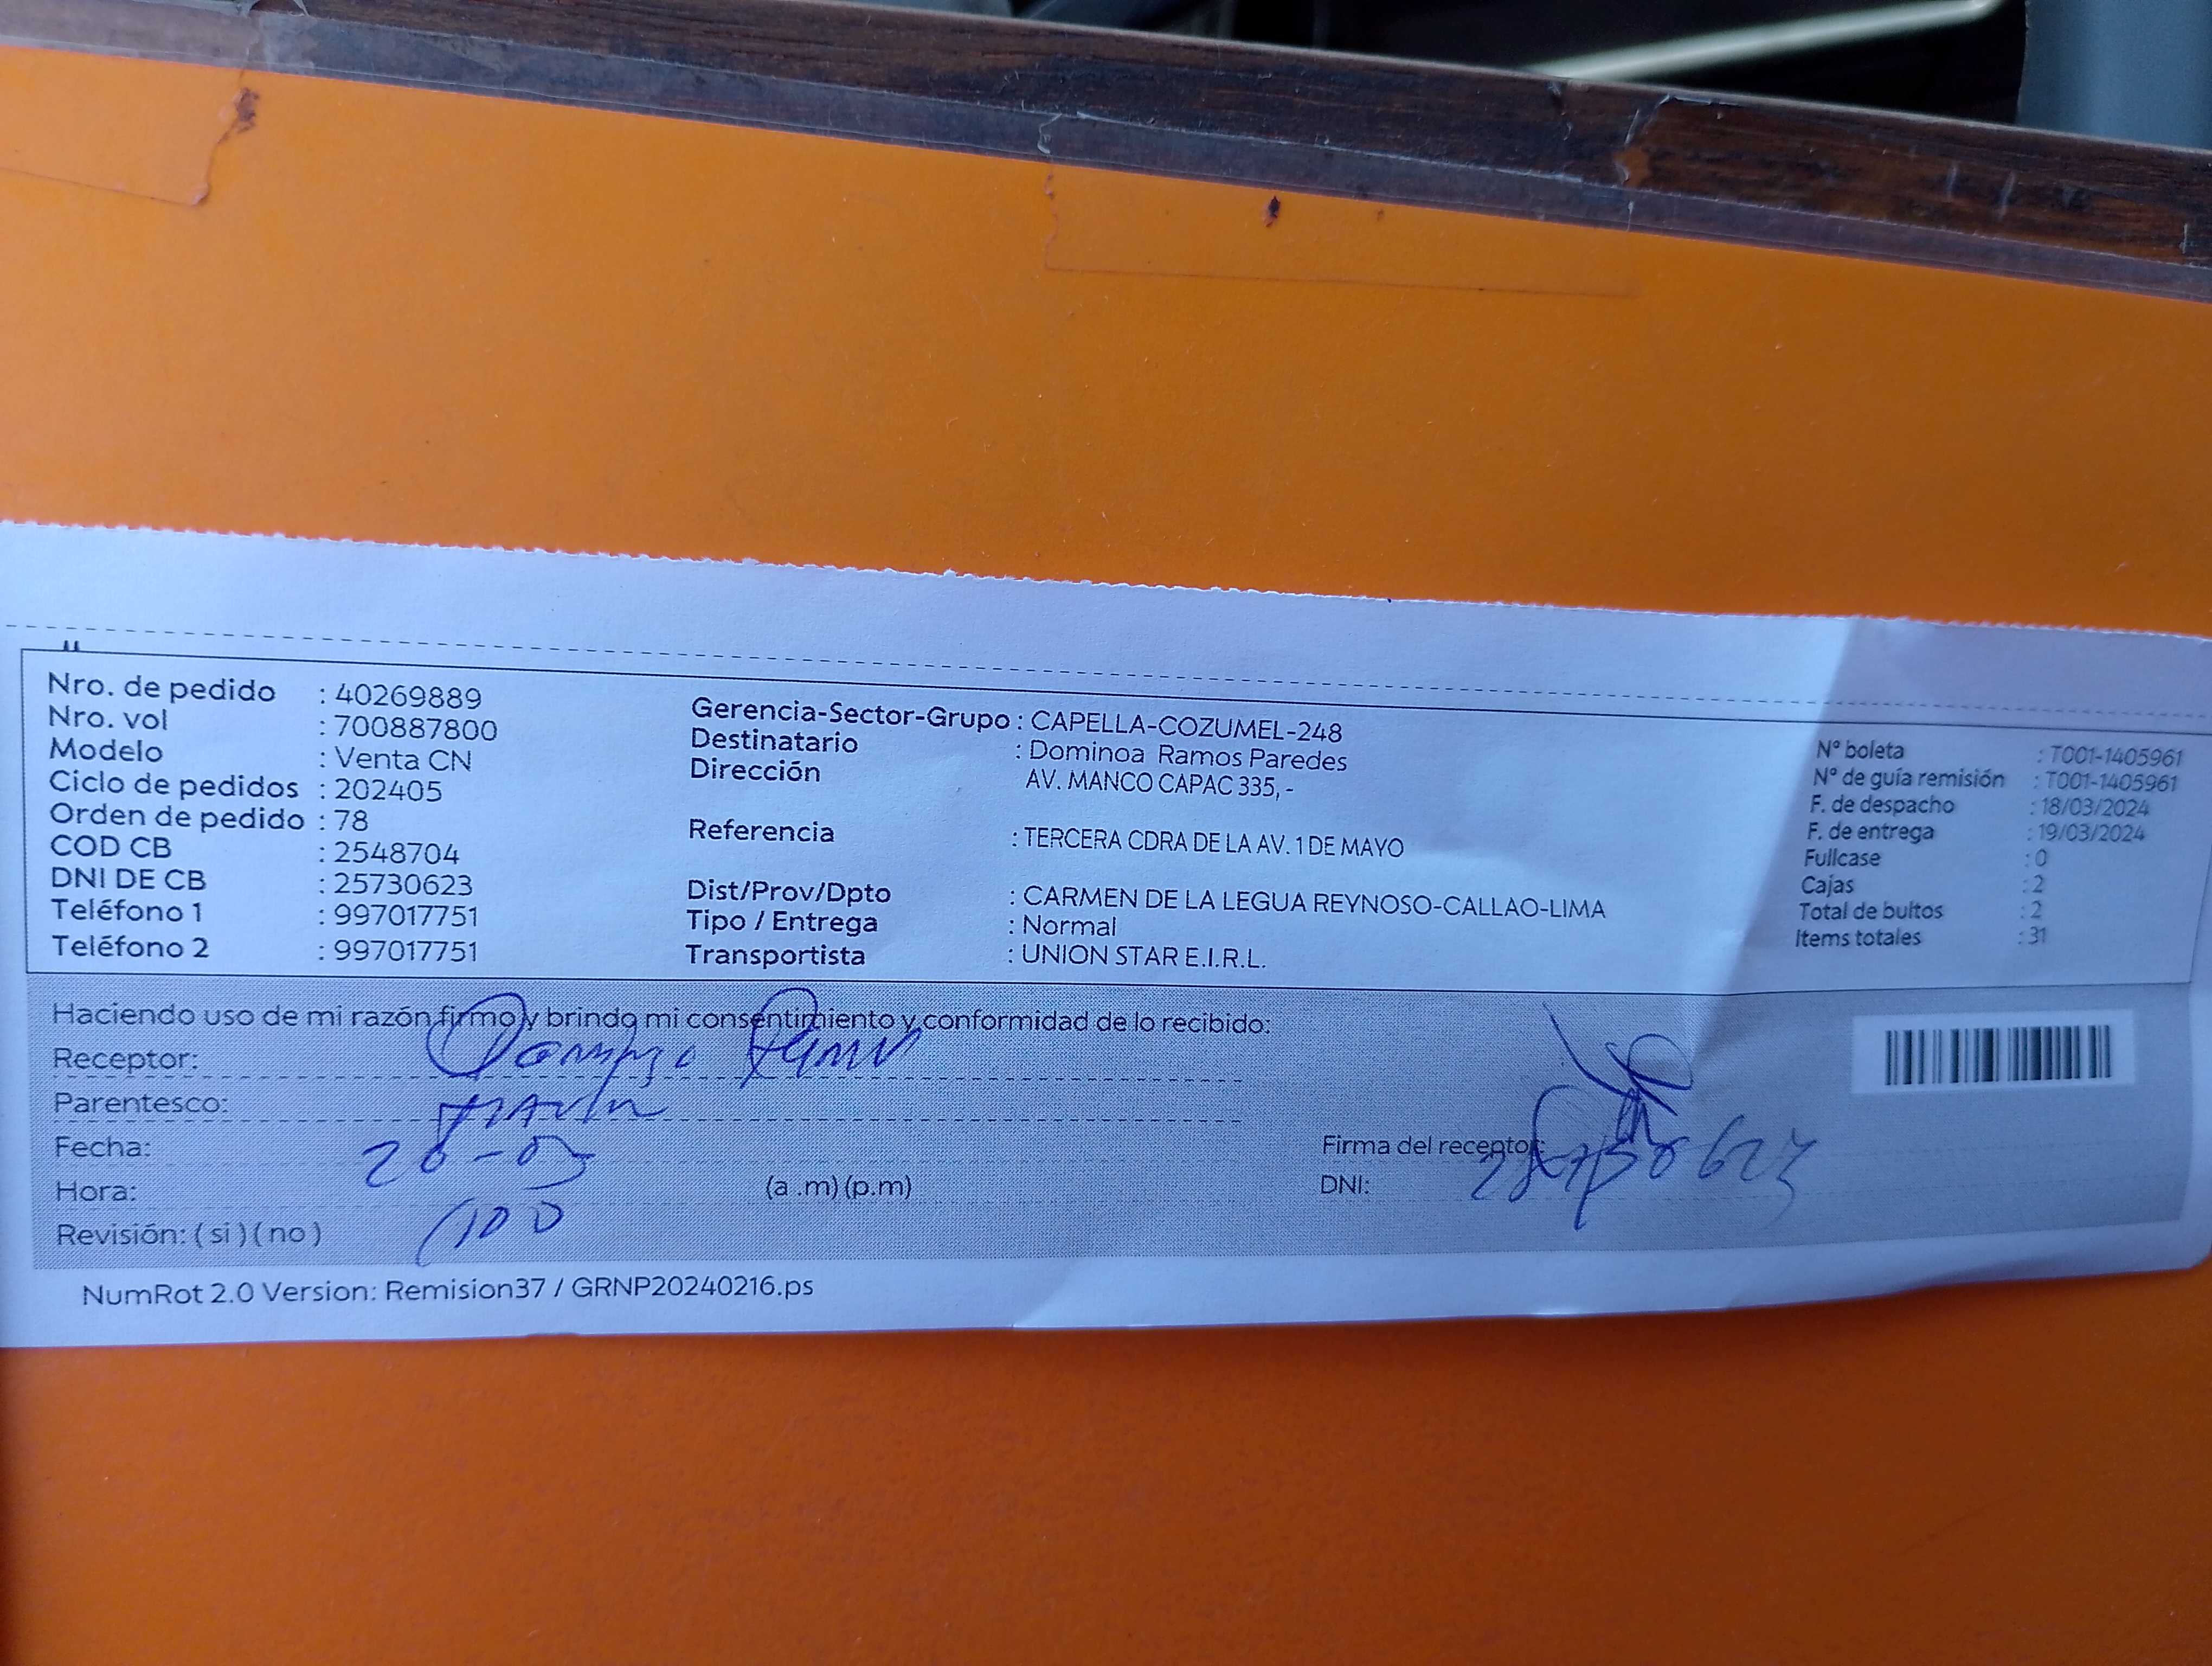 Nro. de pedido : 40269889
Nro. vol : 700887800
Modelo : Venta CN
Ciclo de pedidos : 202405
Orden de pedido : 78
COD CB : 2548704
DNI DE CB : 25730623
Teléfono 1 : 997017751
Teléfono 2 : 997017751
Gerencia-Sector-Grupo : CAPELLA-COZUMEL-248
Destinatario : Dominoa Ramos Paredes
Dirección AV. MANCO CAPAC 335, -
Referencia : TERCERA CDRA DE LA AV. 1 DE MAYO
Dist/Prov/Dpto : CARMEN DE LA LEGUA REYNOSO-CALLAO-LIMA
Tipo / Entrega : Normal
Transportista : UNION STAR E.I.R.L.
N° boleta : T001-1405961
N° de guía remisión : T001-1405961
F. de despacho : 18/03/2024
F. de entrega : 19/03/2024
Fullcase : 0
Cajas : 2
Total de bultos : 2
Items totales : 31
Haciendo uso de mi razón firmo y brindo mi consentimiento y conformidad de lo recibido:
Receptor:
Parentesco:
Fecha: 20-03
Hora: (a .m) (p.m)
Revisión: ( si ) ( no )
Firma del receptor:
DNI: 25730623
NumRot 2.0 Version: Remision37 / GRNP20240216.ps